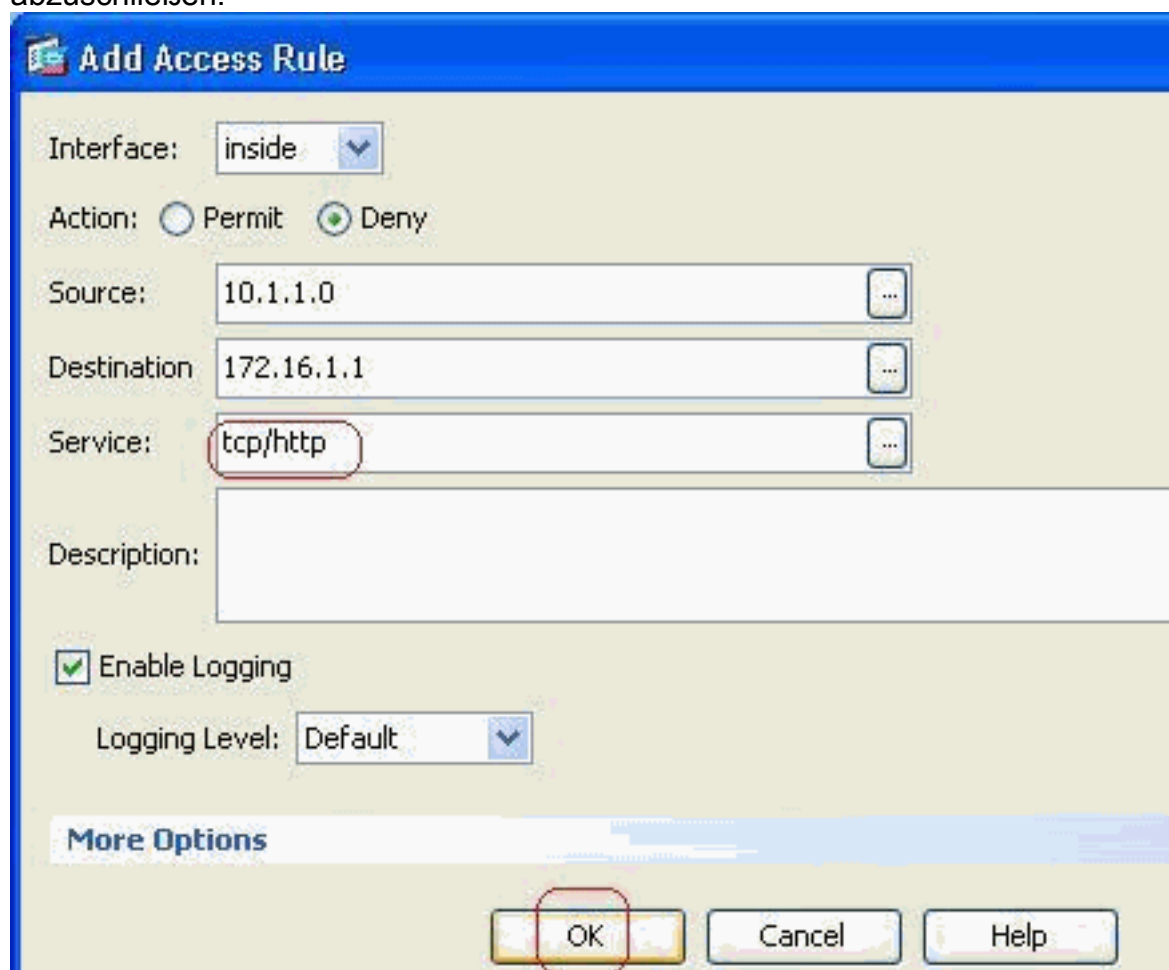 abzuschließen.
Add Access Rule
Interface: inside
Action: Permit Deny
Source: 10.1.1.0 ...
Destination 172.16.1.1 ...
Service: tcp/http ...
Description:
Enable Logging
Logging Level: Default
More Options
OK Cancel Help